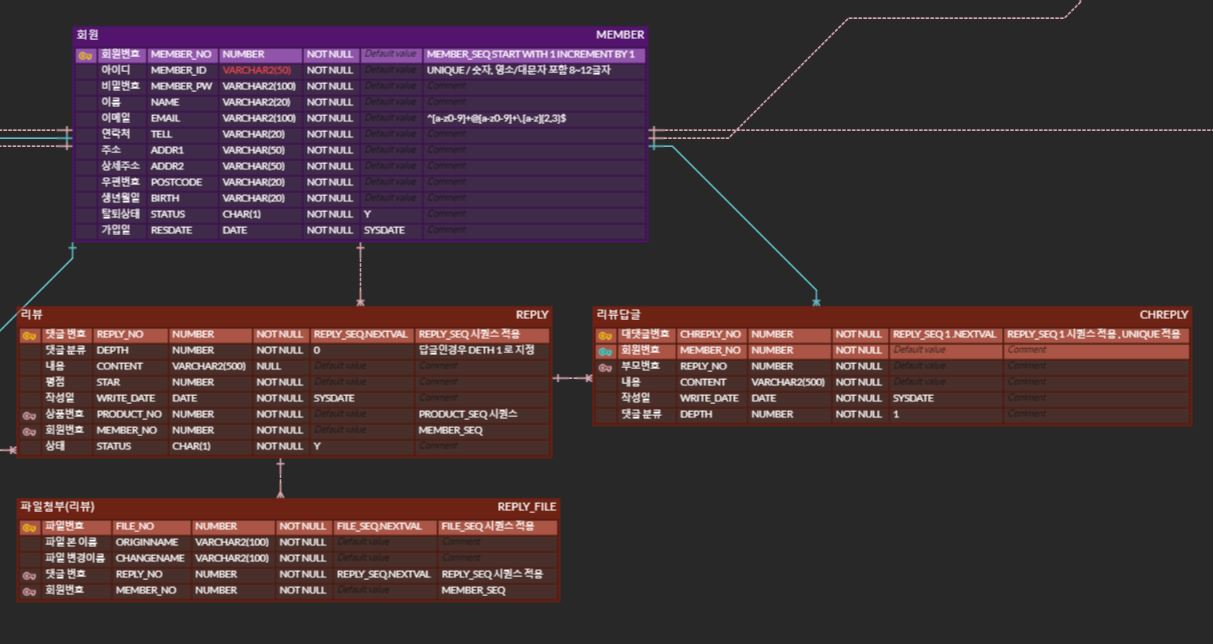 회원 MEMBER
회원번호 MEMBER_NO NUMBER NOT NULL Default value MEMBER_SEQ START WITH 1 INCREMENT BY 1
아이디 MEMBER_ID VARCHAR2(50) NOT NULL Default value UNIQUE / 숫자, 영소/대문자 포함 8~12글자
비밀번호 MEMBER_PW VARCHAR2(100) NOT NULL Default value Comment
이름 NAME VARCHAR2(20) NOT NULL Default value Comment
이메일 EMAIL VARCHAR2(100) NOT NULL Default value ^[a-z0-9]+@[a-z0-9]+\.[a-z]{2,3}$
연락처 TELL VARCHAR(20) NOT NULL Default value Comment
주소 ADDR1 VARCHAR(50) NOT NULL Default value Comment
상세주소 ADDR2 VARCHAR(50) NOT NULL Default value Comment
우편번호 POSTCODE VARCHAR(20) NOT NULL Default value Comment
생년월일 BIRTH VARCHAR(20) NOT NULL Default value Comment
탈퇴상태 STATUS CHAR(1) NOT NULL Y Comment
가입일 RESDATE DATE NOT NULL SYSDATE Comment
리뷰 REPLY
댓글 번호 REPLY_NO NUMBER NOT NULL REPLY_SEQ.NEXTVAL REPLY_SEQ 시퀀스 적용
댓글 분류 DEPTH NUMBER NOT NULL 0 답글인경우 DETH 1 로 지정
내용 CONTENT VARCHAR2(500) NULL Default value Comment
평점 STAR NUMBER NOT NULL Default value Comment
작성일 WRITE_DATE DATE NOT NULL SYSDATE Comment
상품번호 PRODUCT_NO NUMBER NOT NULL Default value PRODUCT_SEQ 시퀀스
회원번호 MEMBER_NO NUMBER NOT NULL Default value MEMBER_SEQ
상태 STATUS CHAR(1) NOT NULL Y Comment
리뷰답글 CHREPLY
대댓글번호 CHREPLY_NO NUMBER NOT NULL REPLY_SEQ 1 .NEXTVAL REPLY_SEQ 1 시퀀스 적용 , UNIQUE 적용
회원번호 MEMBER_NO NUMBER NOT NULL Default value Comment
부모번호 REPLY_NO NUMBER NOT NULL Default value Comment
내용 CONTENT VARCHAR2(500) NOT NULL Default value Comment
작성일 WRITE_DATE DATE NOT NULL SYSDATE Comment
댓글 분류 DEPTH NUMBER NOT NULL 1 Comment
파일첨부(리뷰) REPLY_FILE
파일번호 FILE_NO NUMBER NOT NULL FILE_SEQ.NEXTVAL FILE_SEQ 시퀀스 적용
파일 본 이름 ORIGINNAME VARCHAR2(100) NOT NULL Default value Comment
파일 변경이름 CHANGENAME VARCHAR2(100) NOT NULL Default value Comment
댓글 번호 REPLY_NO NUMBER NOT NULL REPLY_SEQ.NEXTVAL REPLY_SEQ 시퀀스 적용
회원번호 MEMBER_NO NUMBER NOT NULL Default value MEMBER_SEQ